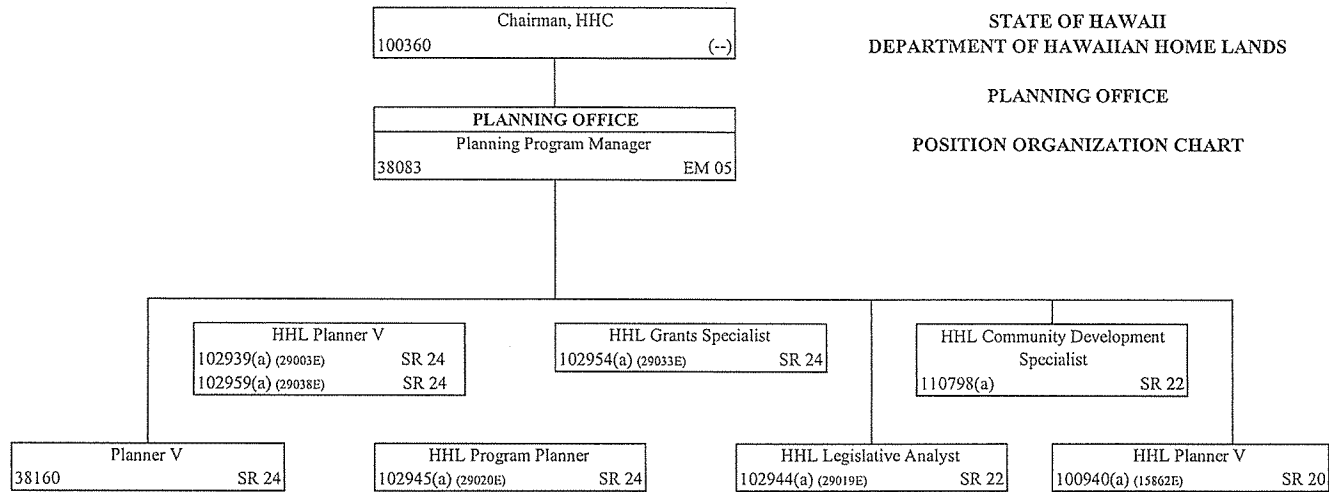 Chairman, HHC
100360 (--)
STATE OF HAWAII
DEPARTMENT OF HAWAIIAN HOME LANDS
PLANNING OFFICE
POSITION ORGANIZATION CHART
PLANNING OFFICE
Planning Program Manager
38083 EM 05
HHL Planner V
102939(a) (29003E) SR 24
102959(a) (29038E) SR 24
HHL Grants Specialist
102954(a) (29033E) SR 24
HHL Community Development
Specialist
110798(a) SR 22
Planner V
38160 SR 24
HHL Program Planner
102945(a) (29020E) SR 24
HHL Legislative Analyst
102944(a) (29019E) SR 22
HHL Planner V
100940(a) (15862E) SR 20